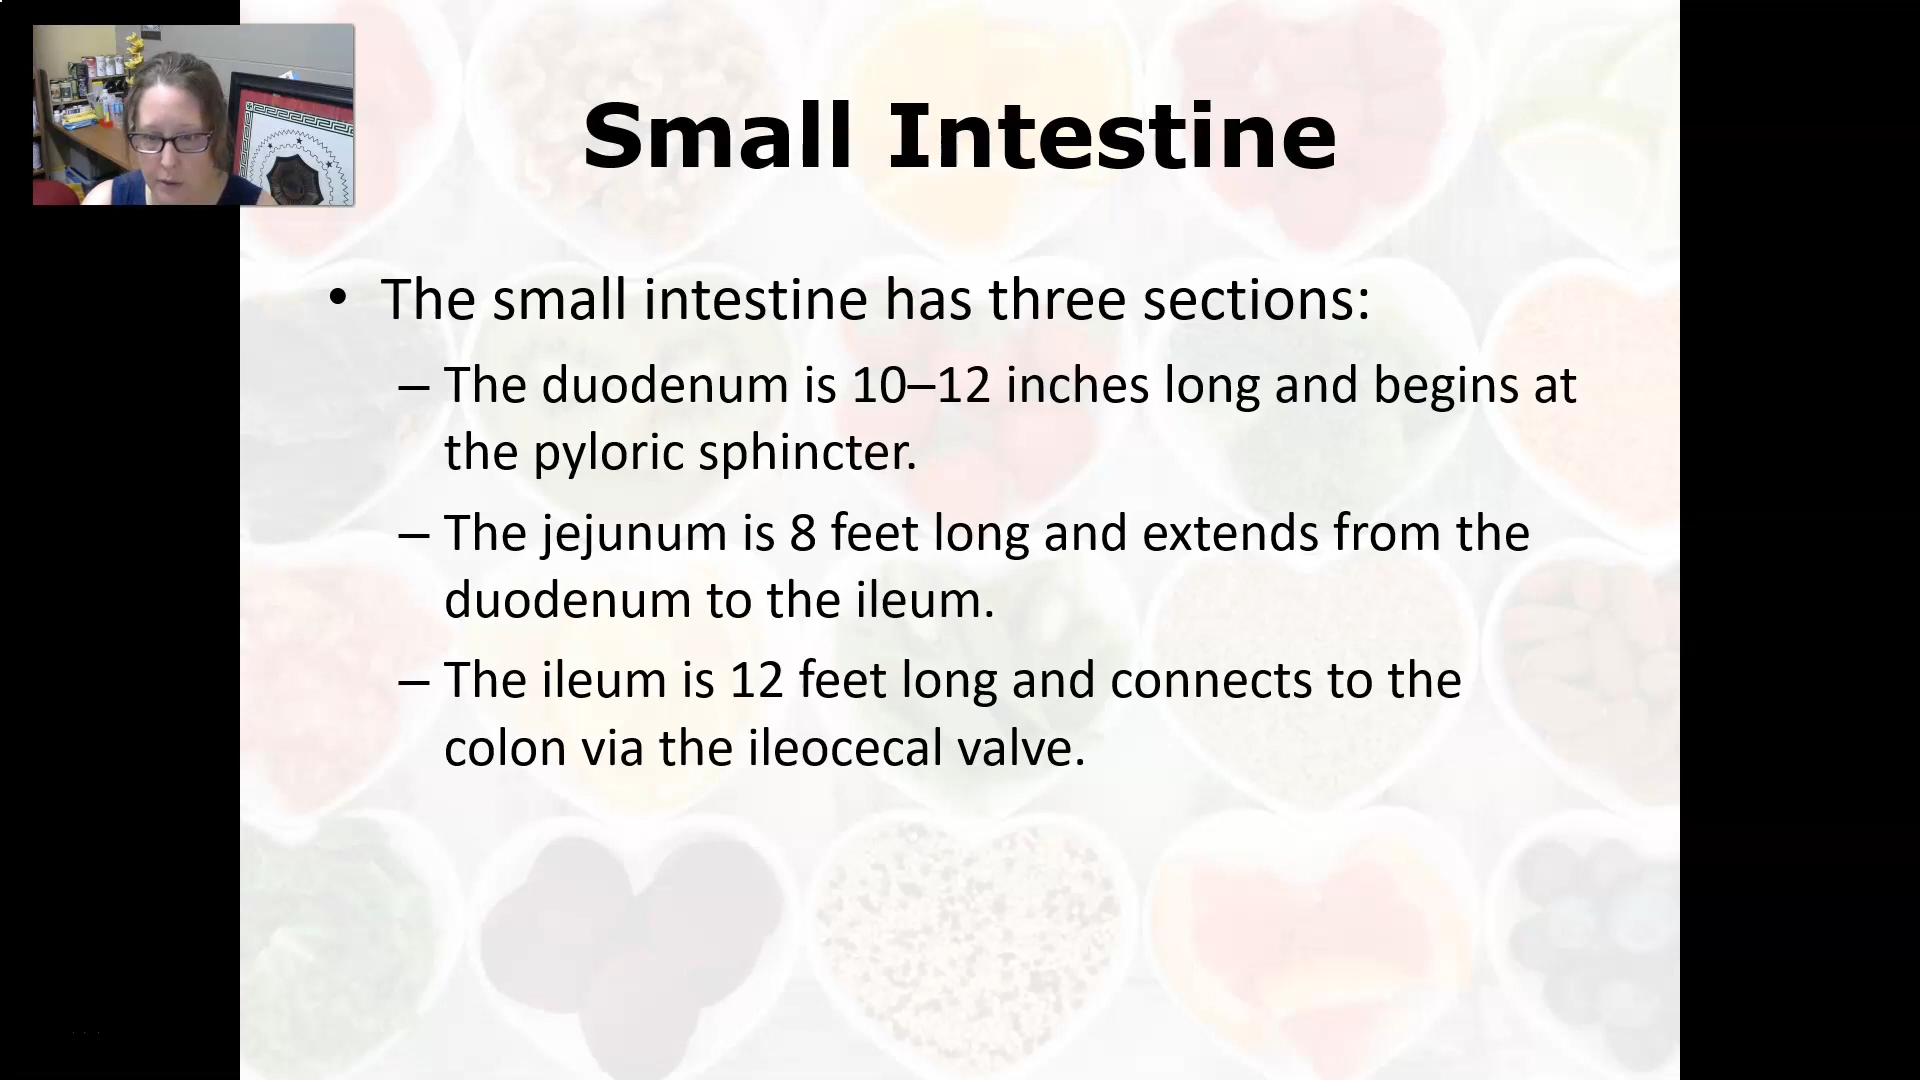 Small Intestine
• The small intestine has three sections:
– The duodenum is 10–12 inches long and begins at
the pyloric sphincter.
– The jejunum is 8 feet long and extends from the
duodenum to the ileum.
– The ileum is 12 feet long and connects to the
colon via the ileocecal valve.